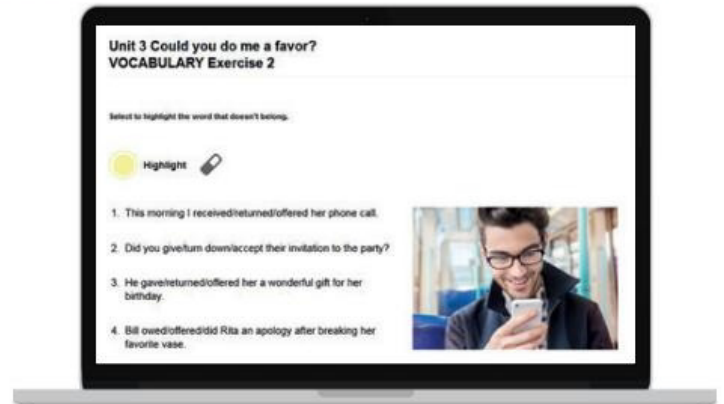 Unit 3 Could you do me a favor?
VOCABULARY Exercise 2
Select to highlight the word that doesn't belong.
Highlight
1. This morning I received/returned/offered her phone call.
2. Did you give/turn down/accept their invitation to the party?
3. He gave/returned/offered her a wonderful gift for her
birthday.
4. Bill owed/offered/did Rita an apology after breaking her
favorite vase.